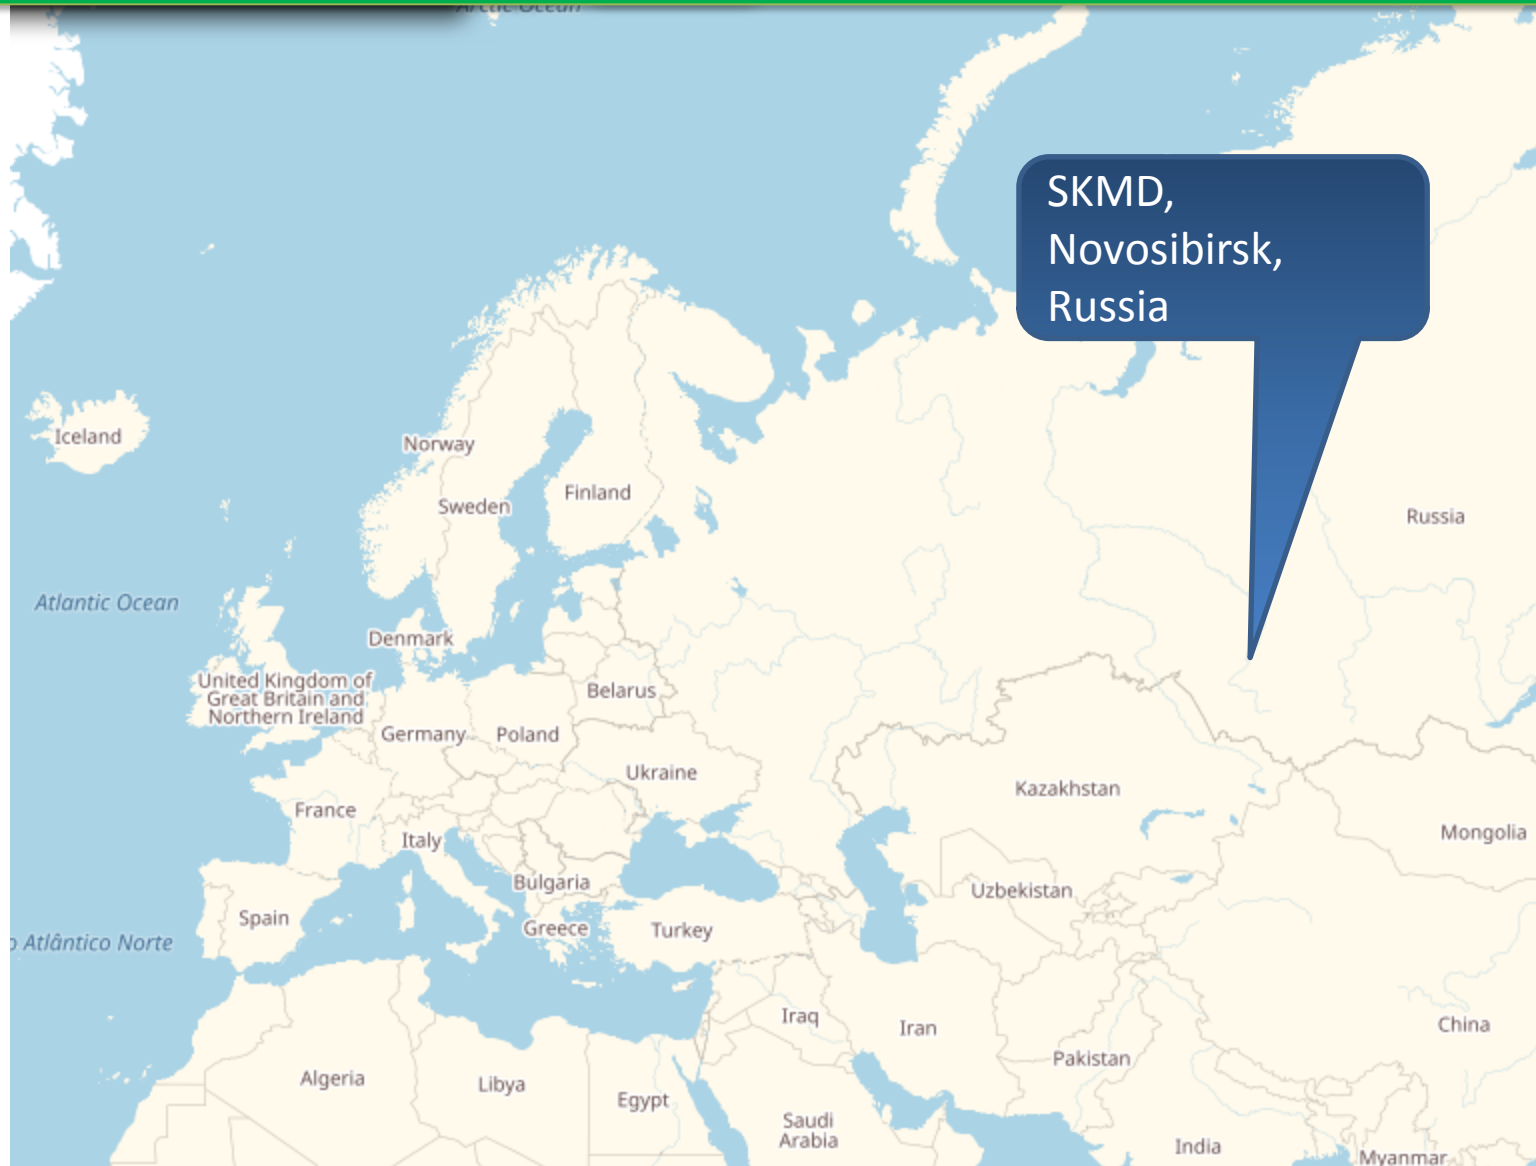 Arctic Ocean
SKMD,
Novosibirsk,
Russia
Iceland
Norway
Sweden
Finland
Russia
Atlantic Ocean
Denmark
United Kingdom of
Great Britain and
Northern Ireland
Belarus
Germany
Poland
Ukraine
France
Kazakhstan
Italy
Mongolia
Bulgaria
Uzbekistan
Spain
Greece
Turkey
o Atlântico Norte
Iraq
Iran
China
Pakistan
Algeria
Libya
Egypt
Saudi
Arabia
India
Myanmar